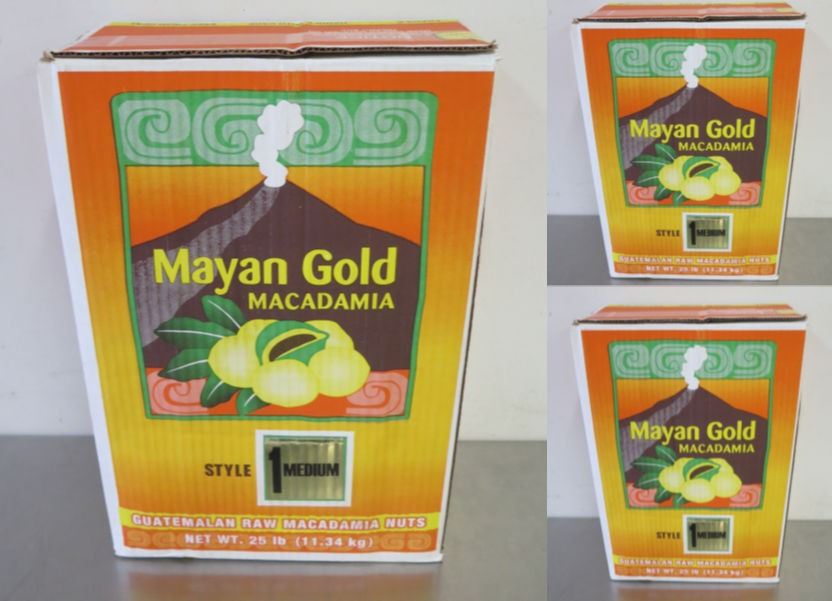 Mayan Gold
MACADAMIA
STYLE 1 MEDIUM
GUATEMALAN RAW MACADAMIA NUTS
NET WT. 25 lb (11.34 kg)
Mayan Gold
MACADAMIA
STYLE 1 MEDIUM
GUATEMALAN RAW MACADAMIA NUTS
NET WT. 25 lb (11.34 kg)
Mayan Gold
MACADAMIA
STYLE 1 MEDIUM
GUATEMALAN RAW MACADAMIA NUTS
NET WT. 25 lb (11.34 kg)